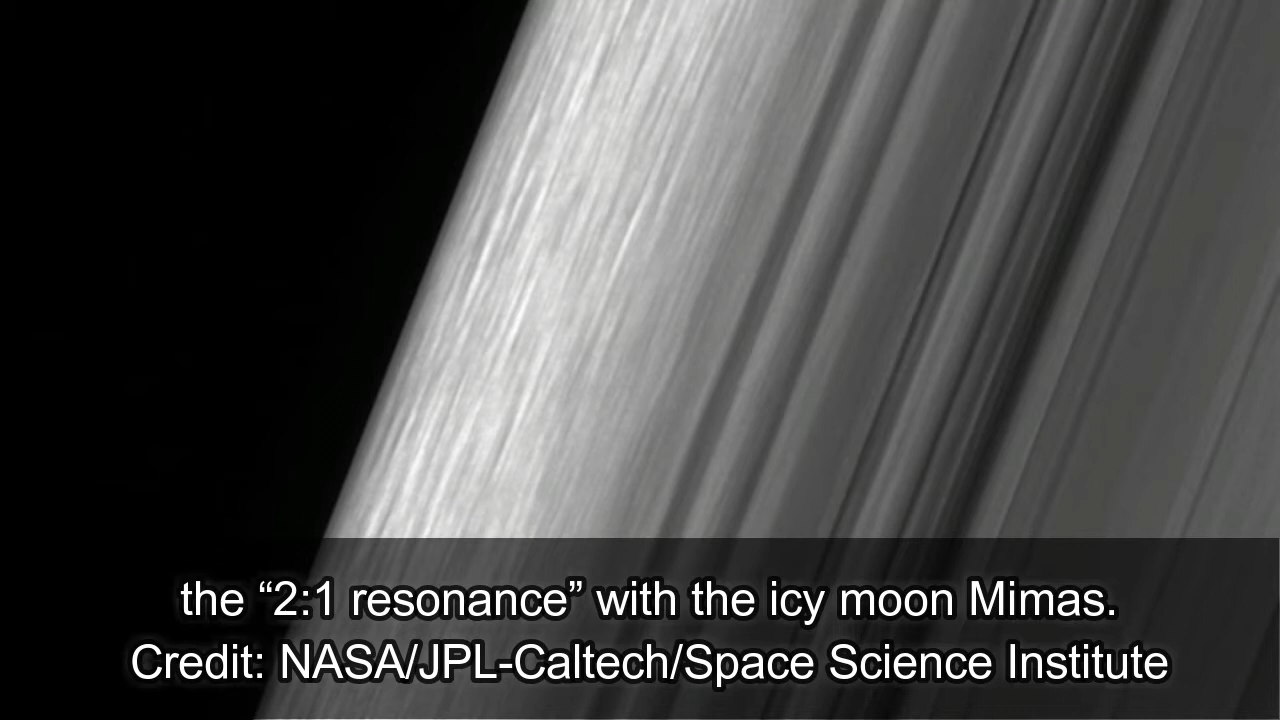 the “2:1 resonance” with the icy moon Mimas.
Credit: NASA/JPL-Caltech/Space Science Institute